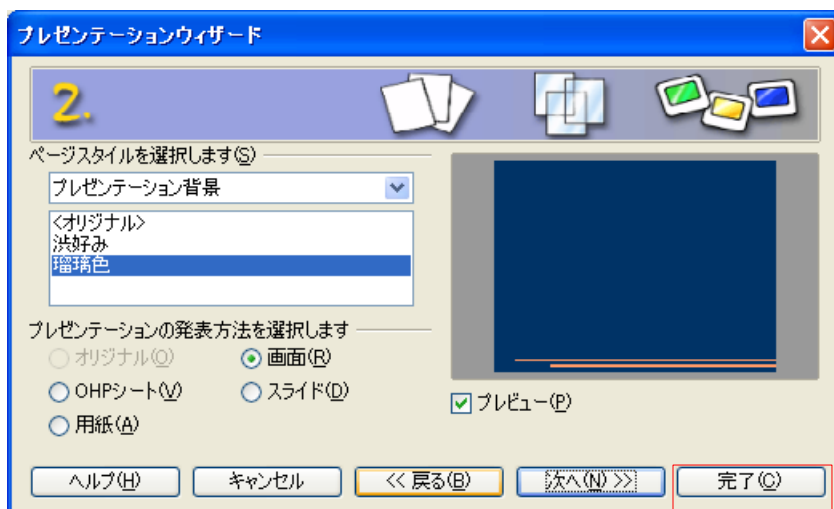 プレゼンテーションウィザード
2.
ページスタイルを選択します(S)
プレゼンテーション背景
<オリジナル>
渋好み
瑠璃色
プレゼンテーションの発表方法を選択します
オリジナル(O)
画面(R)
OHPシート(V)
スライド(D)
用紙(A)
プレビュー(P)
ヘルプ(H)
キャンセル
<< 戻る(B)
次へ(N) >>
完了(C)